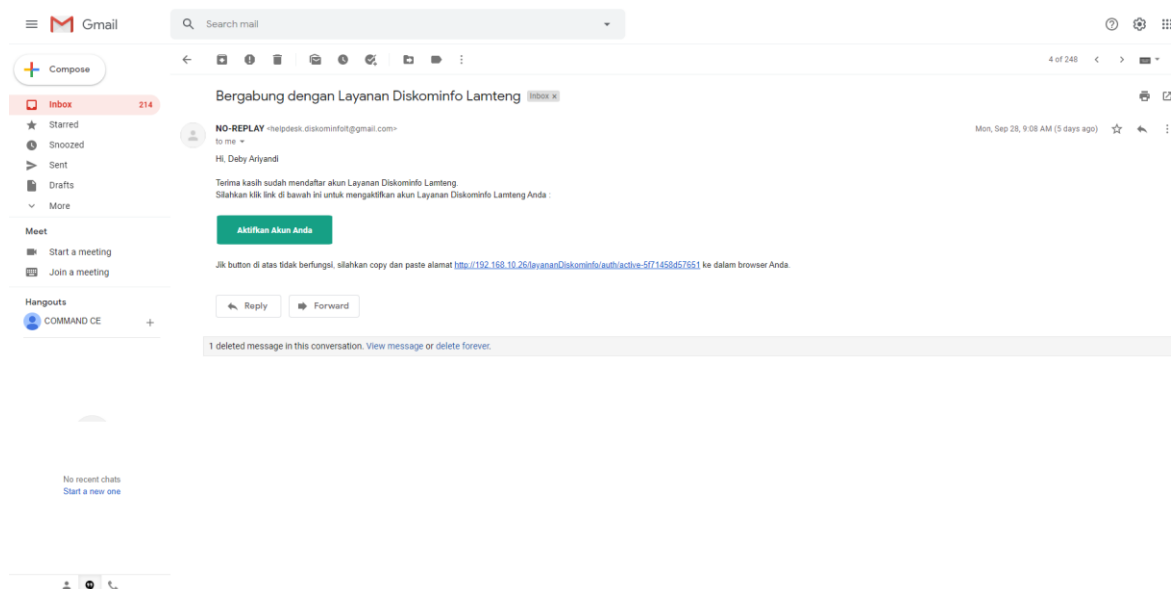 Gmail
Search mail
Compose
4 of 248
Inbox 214
Starred
Snoozed
Sent
Drafts
More
Meet
Start a meeting
Join a meeting
Hangouts
COMMAND CE
No recent chats
Start a new one
Bergabung dengan Layanan Diskominfo Lamteng Inbox x
NO-REPLAY <helpdesk.diskominfolt@gmail.com> Mon, Sep 28, 9:08 AM (5 days ago)
to me
Hi, Deby Ariyandi
Terima kasih sudah mendaftar akun Layanan Diskominfo Lamteng.
Silahkan klik link di bawah ini untuk mengaktifkan akun Layanan Diskominfo Lamteng Anda :
Aktifkan Akun Anda
Jik button di atas tidak berfungsi, silahkan copy dan paste alamat http://192.168.10.26/layananDiskominfo/auth/active-5f71458d57651 ke dalam browser Anda.
Reply Forward
1 deleted message in this conversation. View message or delete forever.